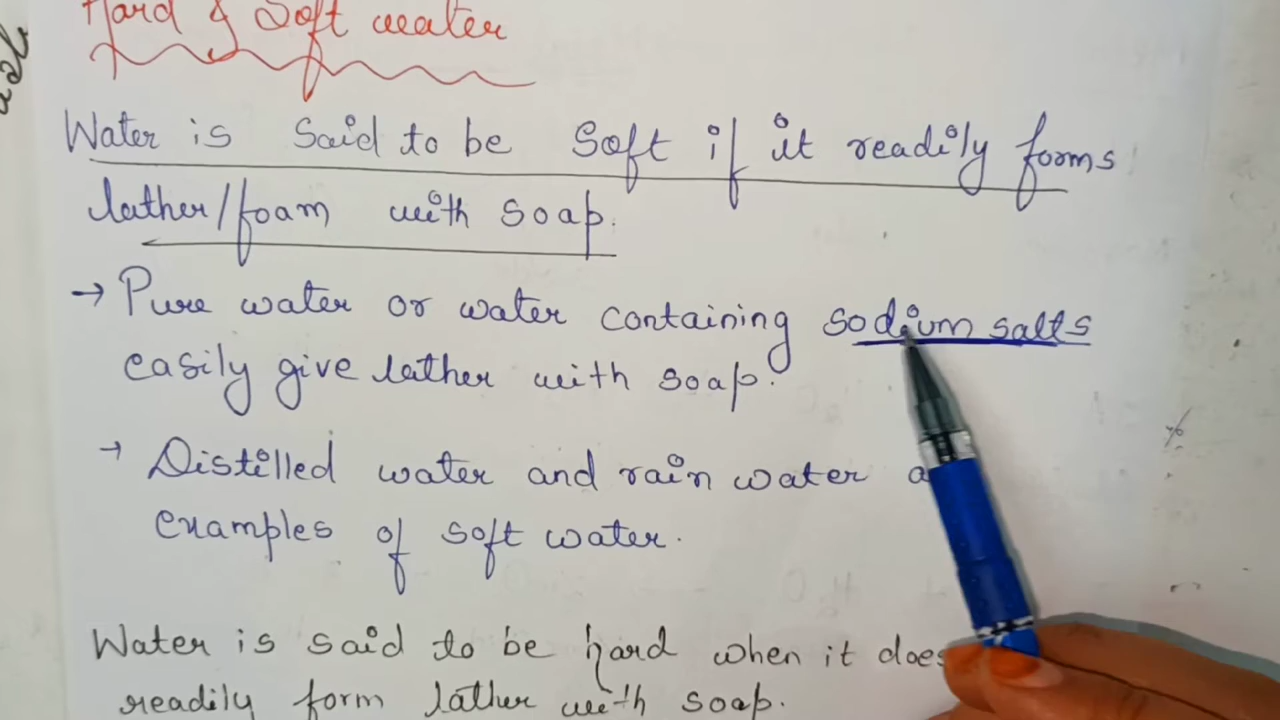 Hard & Soft water
Water is said to be Soft if it readily forms
lather/foam with soap.
→ Pure water or water containing sodium salts
easily give lather with soap.
→ Distilled water and rain water
examples of soft water.
Water is said to be hard when it does
readily form lather with soap.